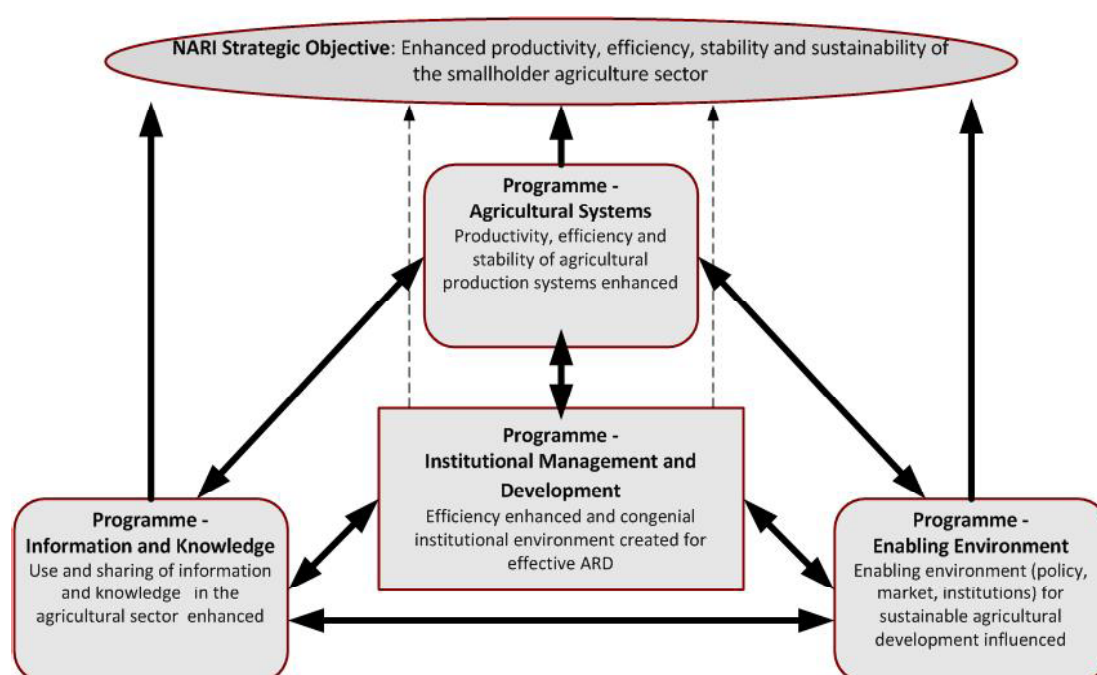 NARI Strategic Objective: Enhanced productivity, efficiency, stability and sustainability of
the smallholder agriculture sector
Programme -
Agricultural Systems
Productivity, efficiency and
stability of agricultural
production systems enhanced
Programme -
Institutional Management and
Development
Efficiency enhanced and congenial
institutional environment created for
effective ARD
Programme -
Information and Knowledge
Use and sharing of information
and knowledge in the
agricultural sector enhanced
Programme -
Enabling Environment
Enabling environment (policy,
market, institutions) for
sustainable agricultural
development influenced